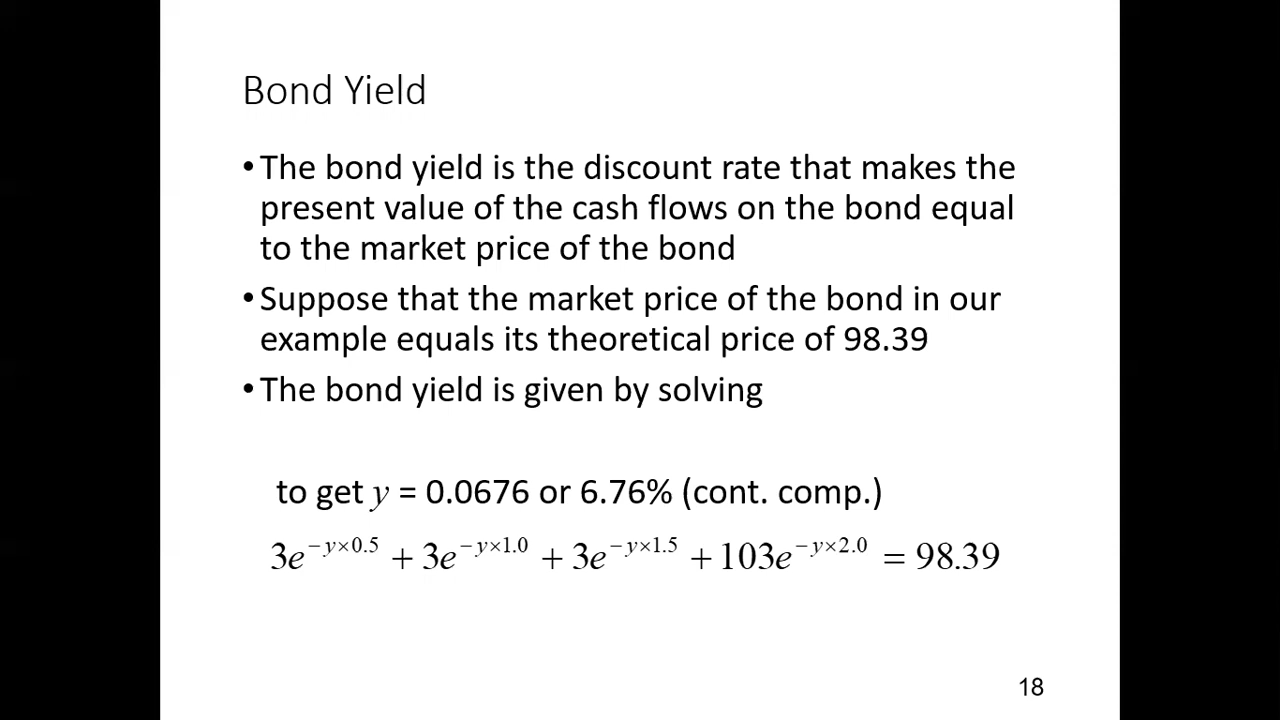 Bond Yield
•The bond yield is the discount rate that makes the
present value of the cash flows on the bond equal
to the market price of the bond
•Suppose that the market price of the bond in our
example equals its theoretical price of 98.39
•The bond yield is given by solving
to get y = 0.0676 or 6.76% (cont. comp.)
3e^{−y×0.5} + 3e^{−y×1.0} + 3e^{−y×1.5} + 103e^{−y×2.0} = 98.39
18